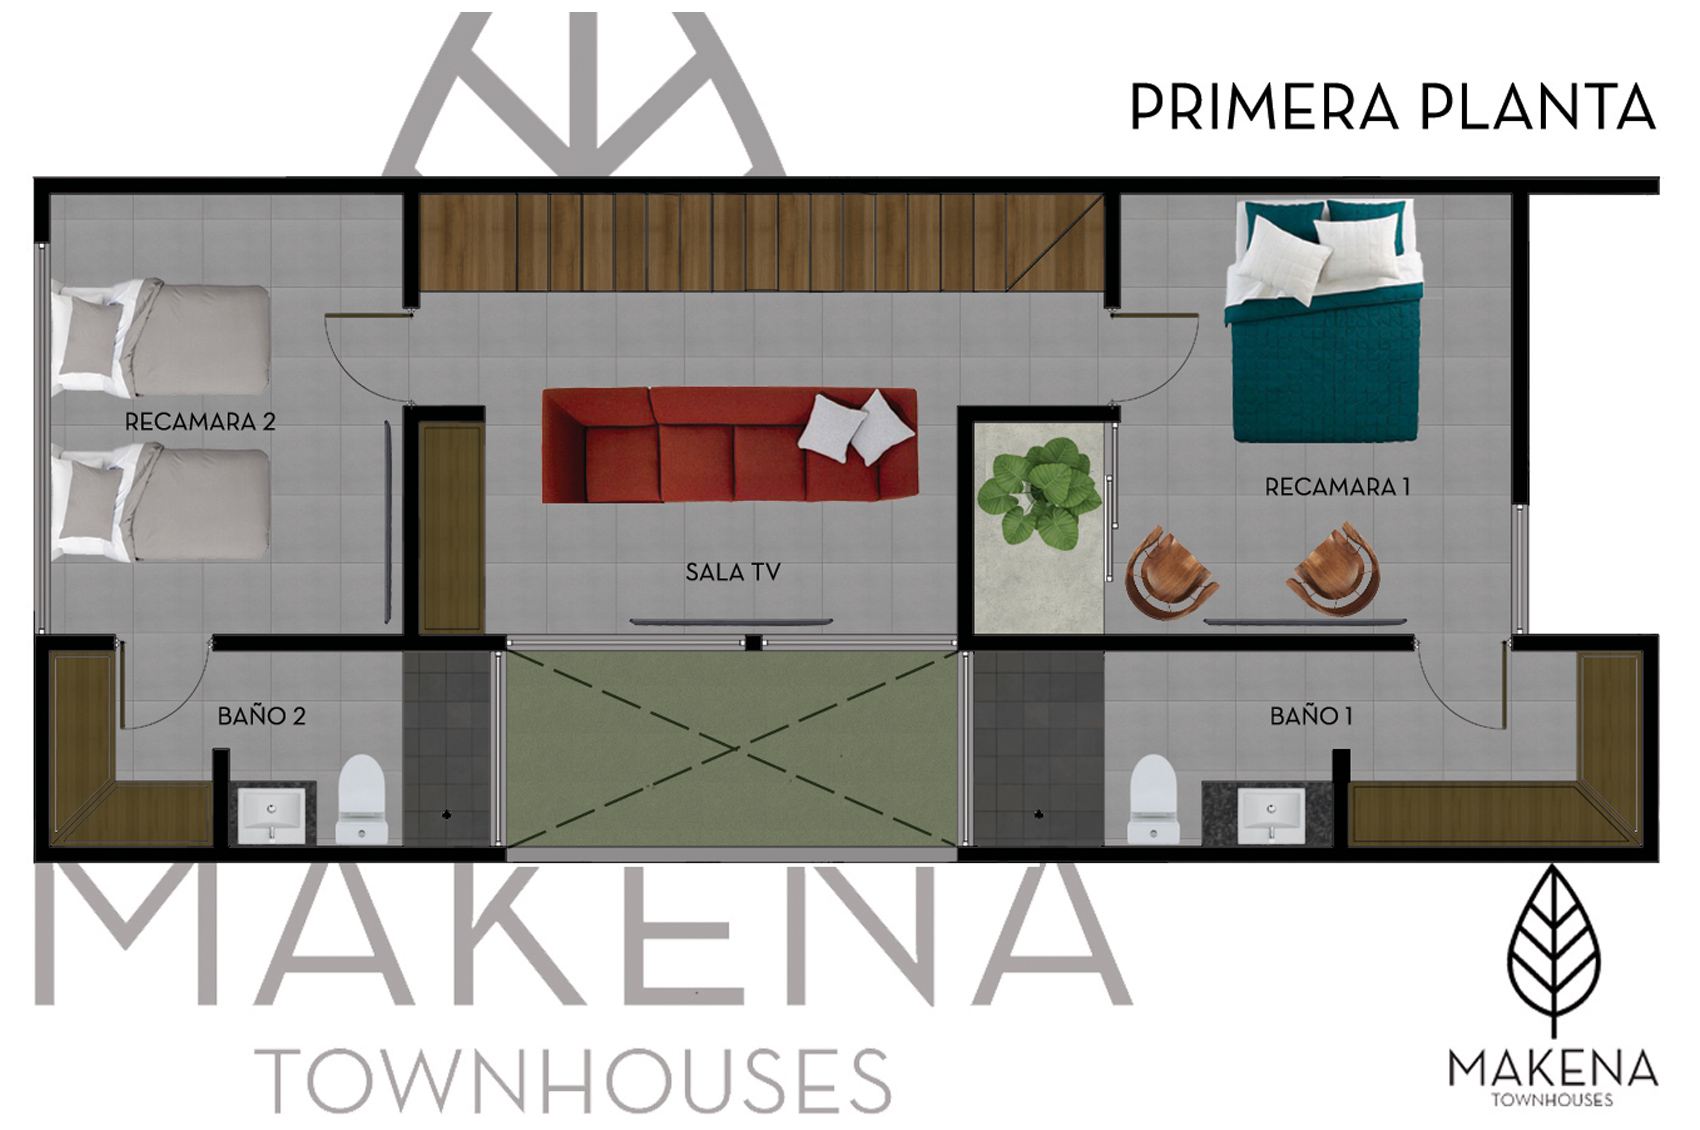 PRIMERA PLANTA
RECAMARA 2
RECAMARA 1
SALA TV
BAÑO 2
BAÑO 1
MAKENA
TOWNHOUSES
MAKENA
TOWNHOUSES